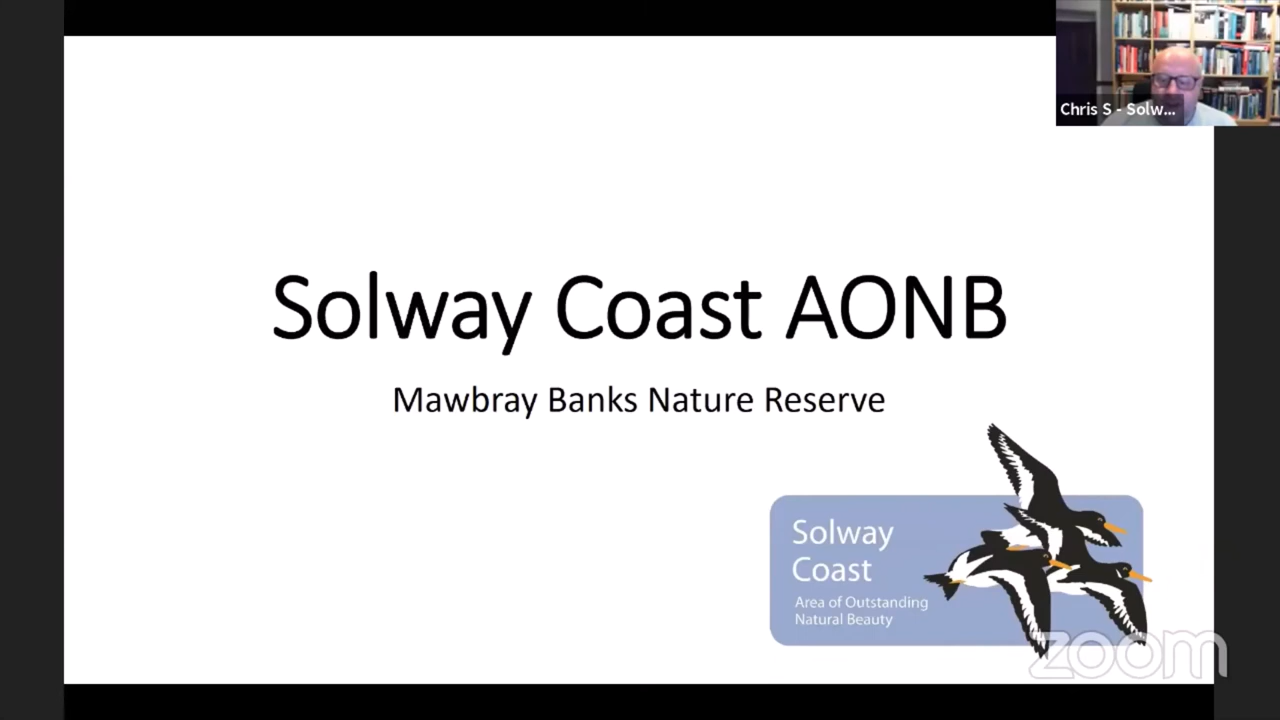 Chris S - Solw...
Solway Coast AONB
Mawbray Banks Nature Reserve
Solway
Coast
Area of Outstanding
Natural Beauty
zoom